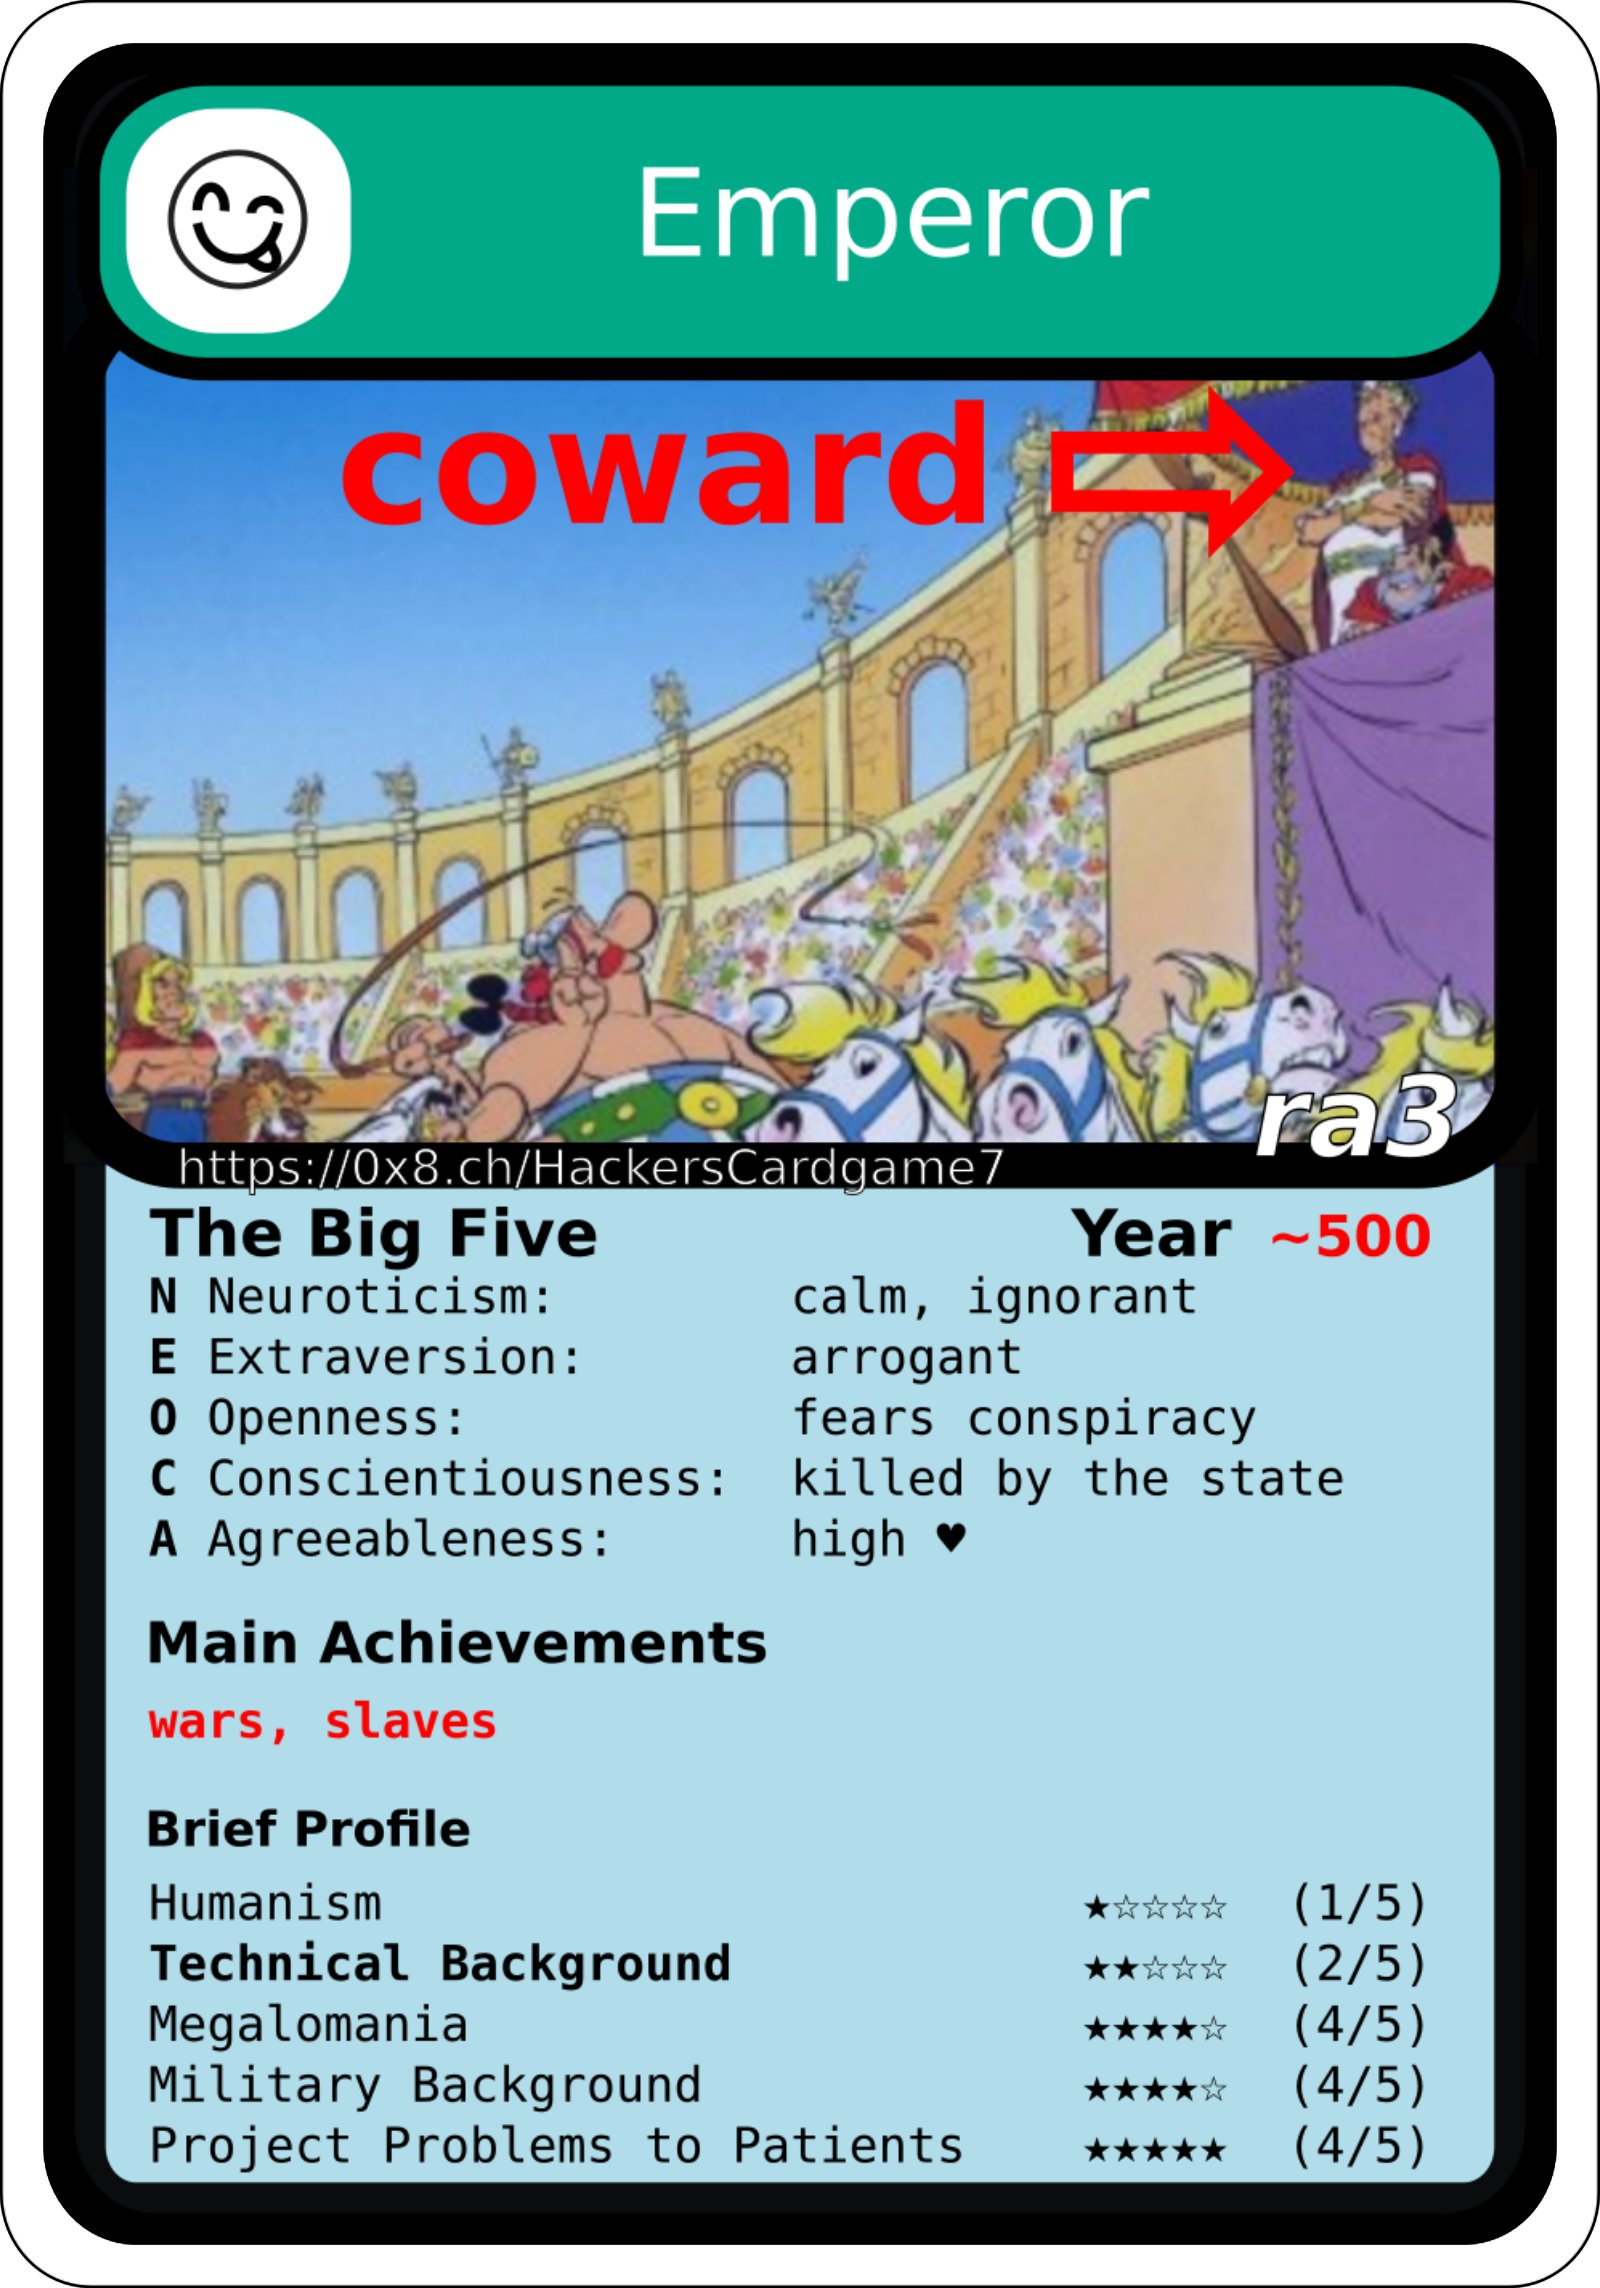 Emperor
coward ⇨
ra3
https://0x8.ch/HackersCardgame7
The Big Five Year ~500
N Neuroticism: calm, ignorant
E Extraversion: arrogant
O Openness: fears conspiracy
C Conscientiousness: killed by the state
A Agreeableness: high ♥
Main Achievements
wars, slaves
Brief Profile
Humanism ★☆☆☆☆ (1/5)
Technical Background ★★☆☆☆ (2/5)
Megalomania ★★★★☆ (4/5)
Military Background ★★★★☆ (4/5)
Project Problems to Patients ★★★★★ (4/5)